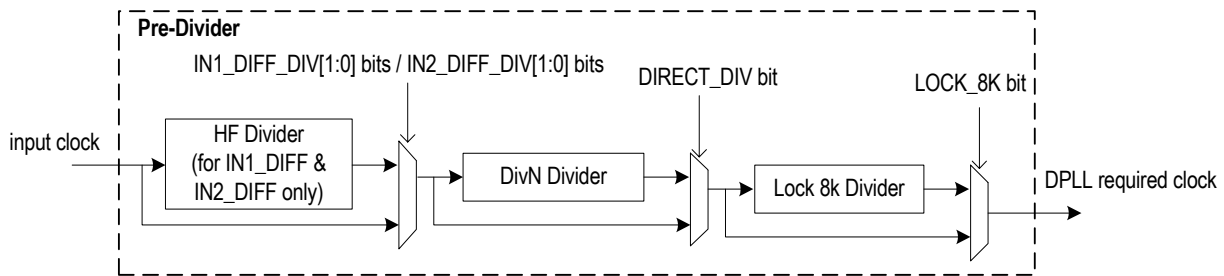 Pre-Divider
IN1_DIFF_DIV[1:0] bits / IN2_DIFF_DIV[1:0] bits
DIRECT_DIV bit
LOCK_8K bit
input clock
HF Divider
(for IN1_DIFF &
IN2_DIFF only)
DivN Divider
Lock 8k Divider
DPLL required clock